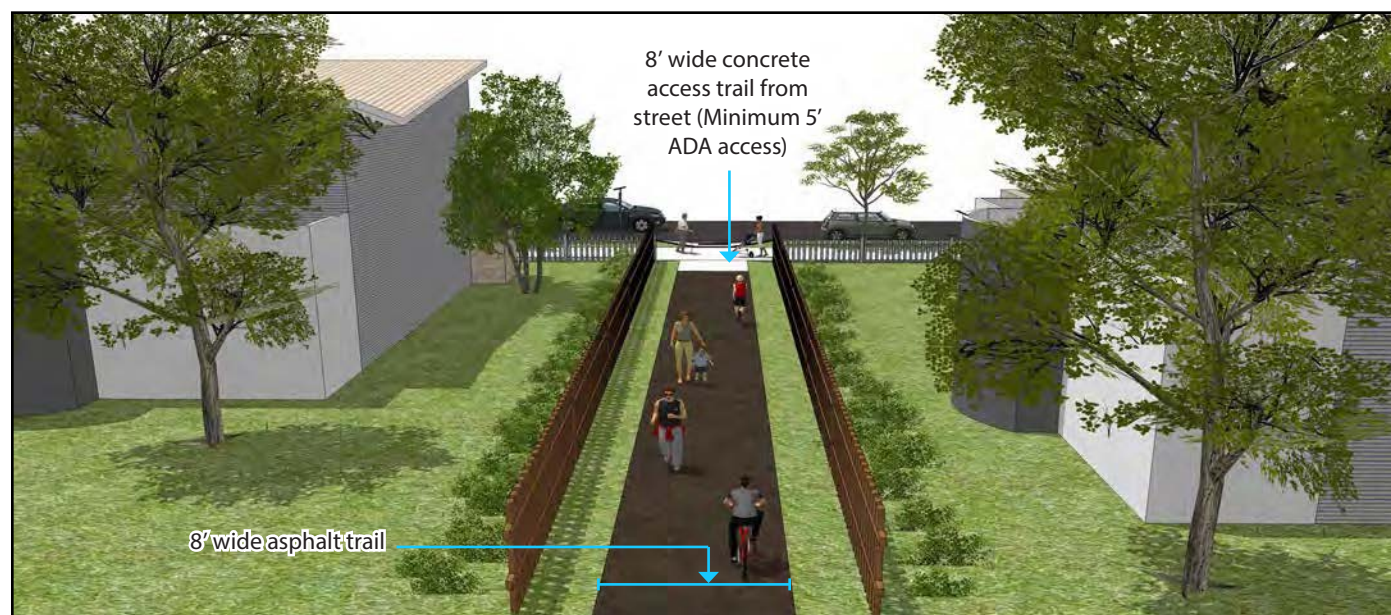 8’ wide concrete
access trail from
street (Minimum 5’
ADA access)
8’ wide asphalt trail